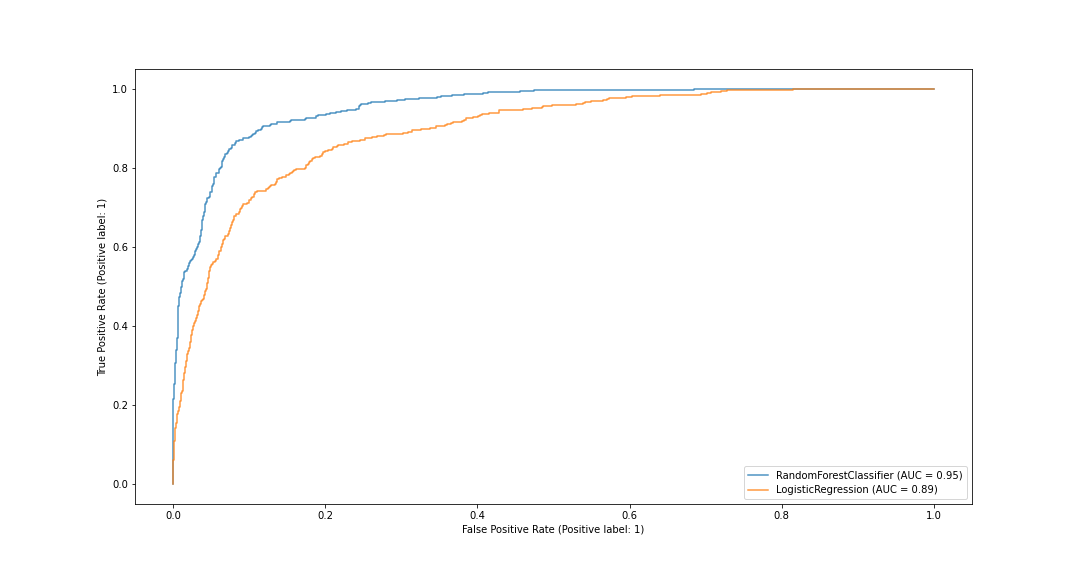 1.0
0.8
0.6
0.4
0.2
0.0
True Positive Rate (Positive label: 1)
RandomForestClassifier (AUC = 0.95)
LogisticRegression (AUC = 0.89)
0.0 0.2 0.4 0.6 0.8 1.0
False Positive Rate (Positive label: 1)